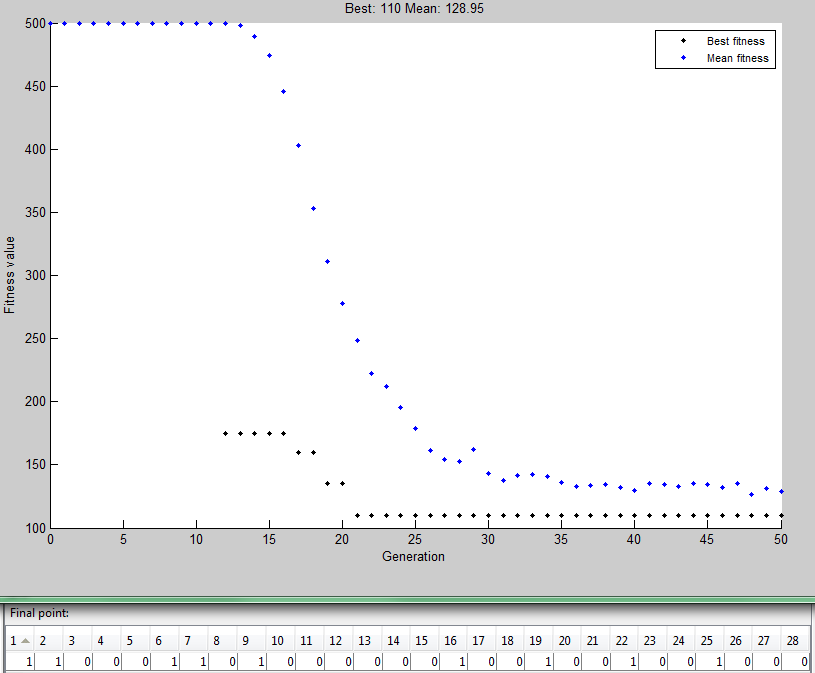 Best: 110 Mean: 128.95
500
450
400
350
300
250
200
150
100
Fitness value
Best fitness
Mean fitness
0 5 10 15 20 25 30 35 40 45 50
Generation
Final point:
1 2 3 4 5 6 7 8 9 10 11 12 13 14 15 16 17 18 19 20 21 22 23 24 25 26 27 28
1 1 0 0 0 1 1 0 1 0 0 0 0 0 0 1 0 0 1 0 0 1 0 0 1 0 0 0